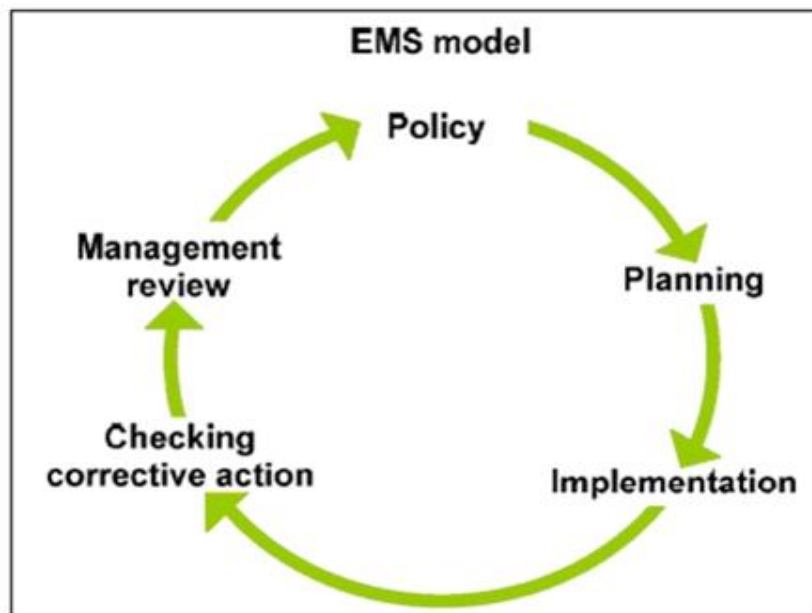 EMS model
Policy
Planning
Implementation
Checking
corrective action
Management
review